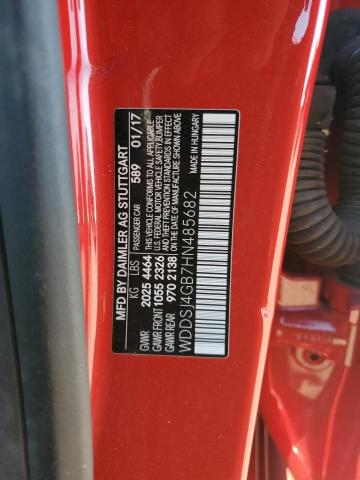 MFD BY DAIMLER AG STUTTGART
PASSENGER CAR 589 01/17
KG LBS
GVWR 2025 4464
GAWR FRONT 1055 2326
GAWR REAR 970 2138
THIS VEHICLE CONFORMS TO ALL APPLICABLE
U.S. FEDERAL MOTOR VEHICLE SAFETY, BUMPER,
AND THEFT PREVENTION STANDARDS IN EFFECT
ON THE DATE OF MANUFACTURE SHOWN ABOVE
WDDSJ4GB7HN485682
MADE IN HUNGARY